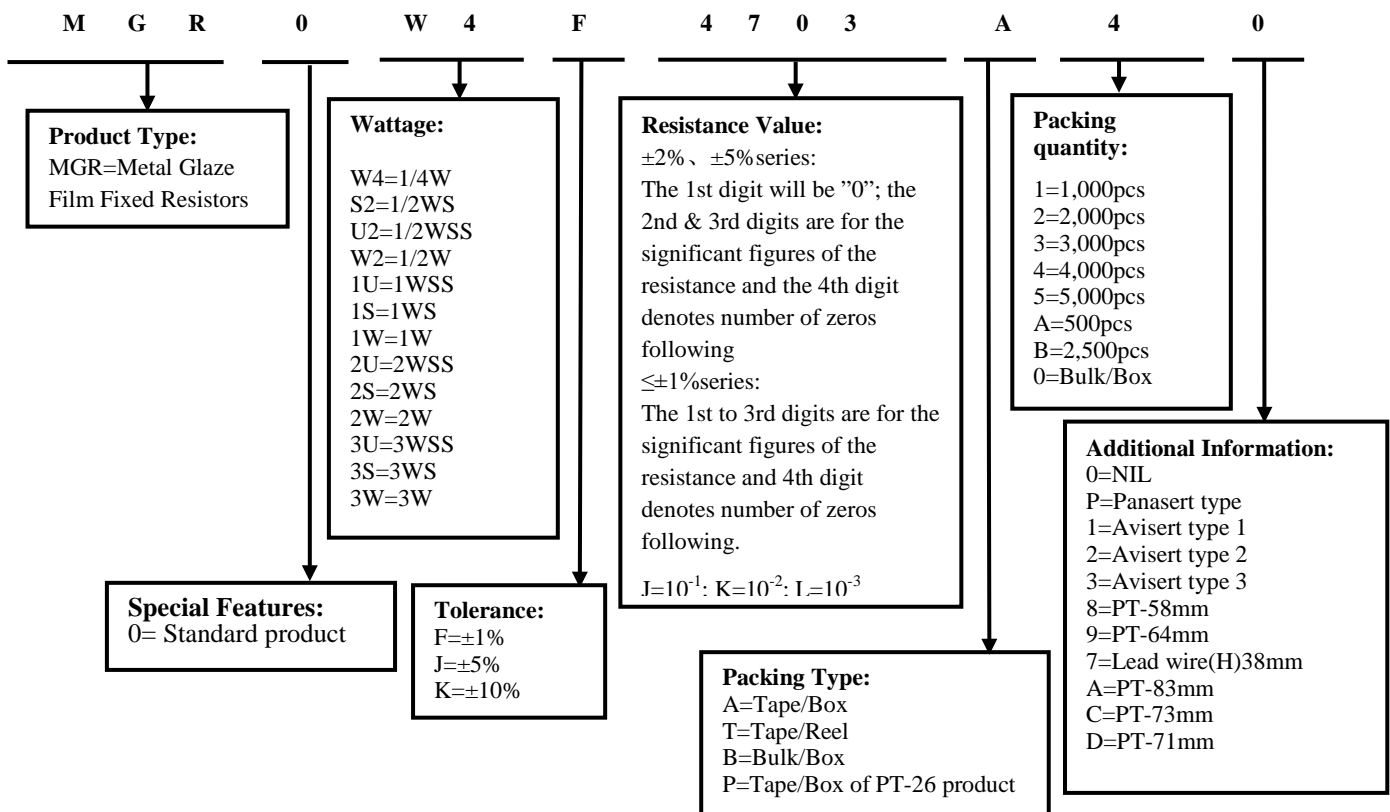 M G R 0 W 4 F 4 7 0 3 A 4 0
Product Type:
MGR=Metal Glaze
Film Fixed Resistors
Wattage:
W4=1/4W
S2=1/2WS
U2=1/2WSS
W2=1/2W
1U=1WSS
1S=1WS
1W=1W
2U=2WSS
2S=2WS
2W=2W
3U=3WSS
3S=3WS
3W=3W
Resistance Value:
±2%、±5%series:
The 1st digit will be ”0”; the
2nd & 3rd digits are for the
significant figures of the
resistance and the 4th digit
denotes number of zeros
following
≤±1%series:
The 1st to 3rd digits are for the
significant figures of the
resistance and 4th digit
denotes number of zeros
following.
J=10⁻¹; K=10⁻²; L=10⁻³
Packing
quantity:
1=1,000pcs
2=2,000pcs
3=3,000pcs
4=4,000pcs
5=5,000pcs
A=500pcs
B=2,500pcs
0=Bulk/Box
Special Features:
0= Standard product
Tolerance:
F=±1%
J=±5%
K=±10%
Packing Type:
A=Tape/Box
T=Tape/Reel
B=Bulk/Box
P=Tape/Box of PT-26 product
Additional Information:
0=NIL
P=Panasert type
1=Avisert type 1
2=Avisert type 2
3=Avisert type 3
8=PT-58mm
9=PT-64mm
7=Lead wire(H)38mm
A=PT-83mm
C=PT-73mm
D=PT-71mm